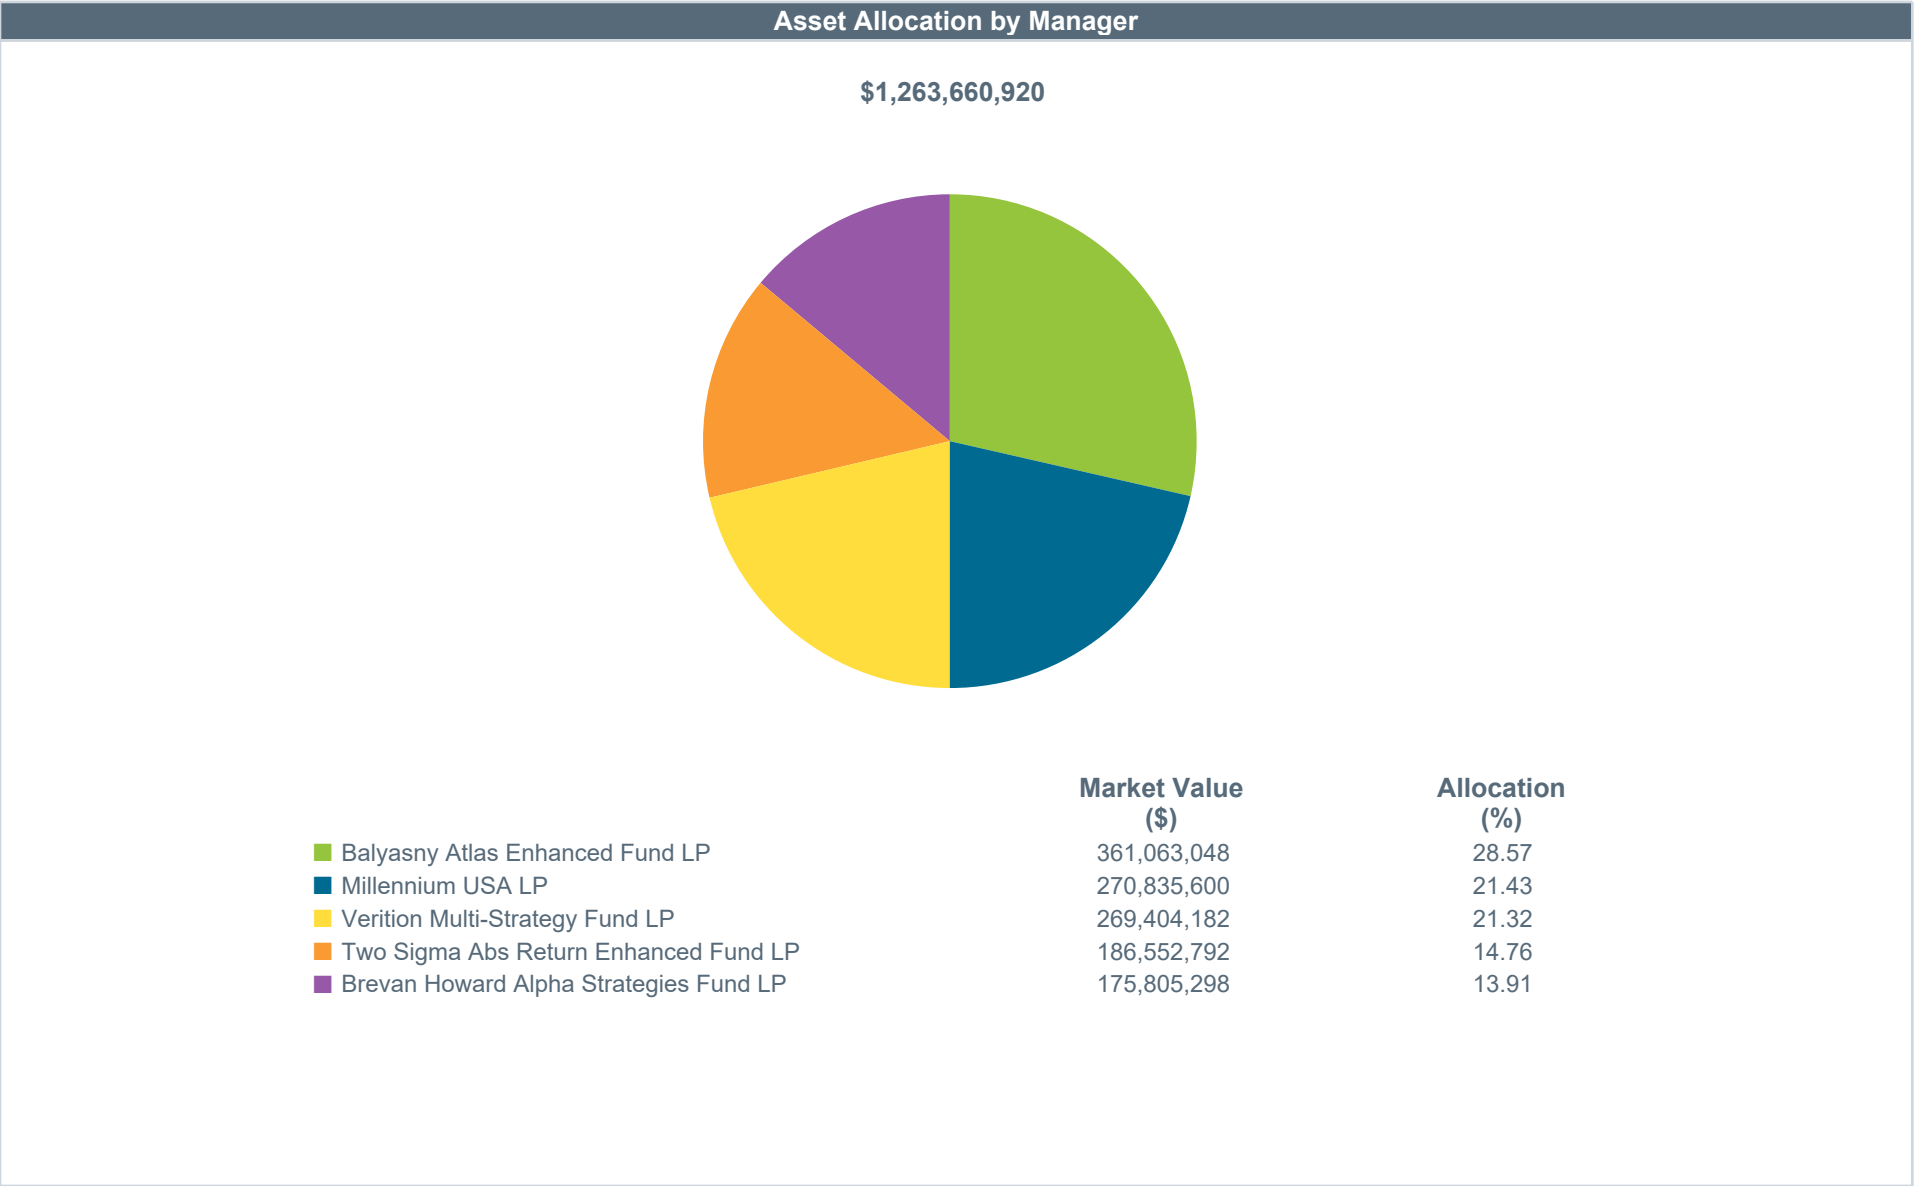 Asset Allocation by Manager
$1,263,660,920
Market Value Allocation
($) (%)
Balyasny Atlas Enhanced Fund LP 361,063,048 28.57
Millennium USA LP 270,835,600 21.43
Verition Multi-Strategy Fund LP 269,404,182 21.32
Two Sigma Abs Return Enhanced Fund LP 186,552,792 14.76
Brevan Howard Alpha Strategies Fund LP 175,805,298 13.91